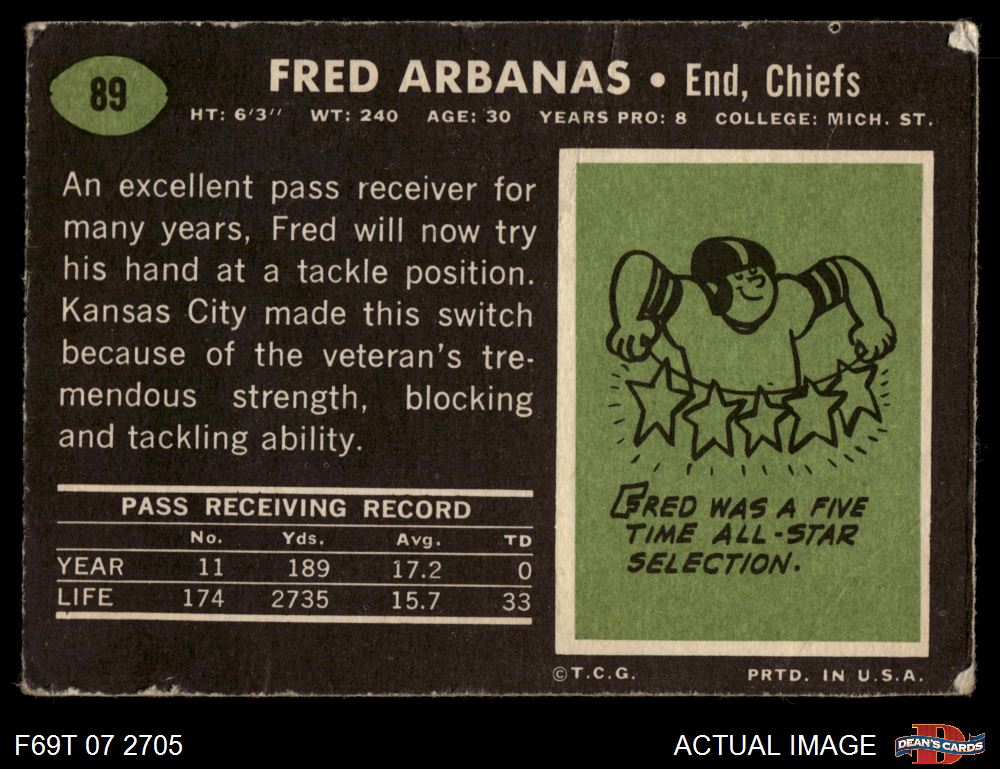 89
FRED ARBANAS • End, Chiefs
HT: 6'3'' WT: 240 AGE: 30 YEARS PRO: 8 COLLEGE: MICH. ST.
An excellent pass receiver for
many years, Fred will now try
his hand at a tackle position.
Kansas City made this switch
because of the veteran's tre-
mendous strength, blocking
and tackling ability.
PASS RECEIVING RECORD
No. Yds. Avg. TD
YEAR 11 189 17.2 0
LIFE 174 2735 15.7 33
FRED WAS A FIVE
TIME ALL-STAR
SELECTION.
©T.C.G. PRTD. IN U.S.A.
F69T 07 2705
ACTUAL IMAGE
D
DEAN'S CARDS